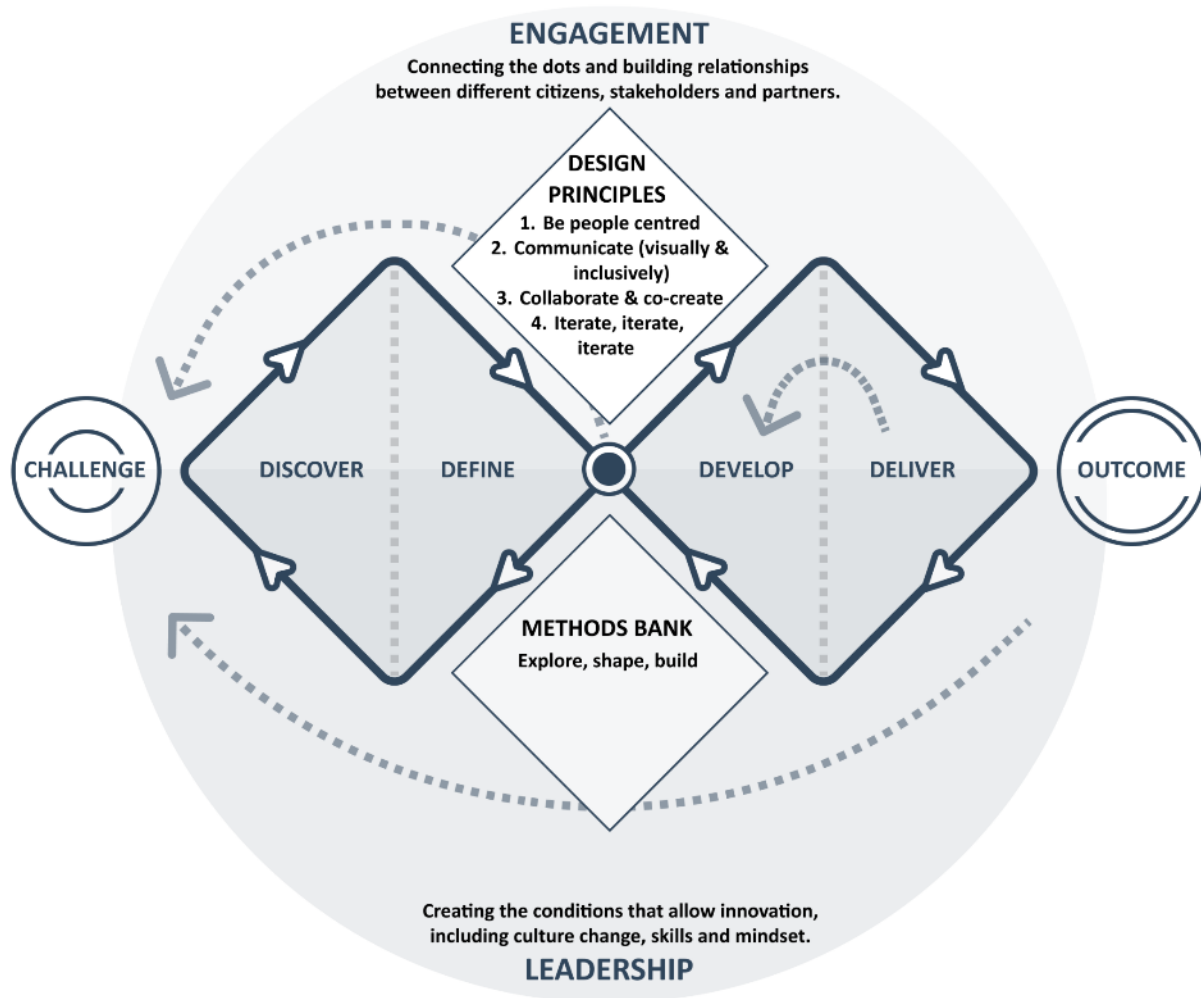 ENGAGEMENT
Connecting the dots and building relationships
between different citizens, stakeholders and partners.
DESIGN
PRINCIPLES
1. Be people centred
2. Communicate (visually &
inclusively)
3. Collaborate & co-create
4. Iterate, iterate,
iterate
CHALLENGE
DISCOVER
DEFINE
DEVELOP
DELIVER
OUTCOME
METHODS BANK
Explore, shape, build
Creating the conditions that allow innovation,
including culture change, skills and mindset.
LEADERSHIP